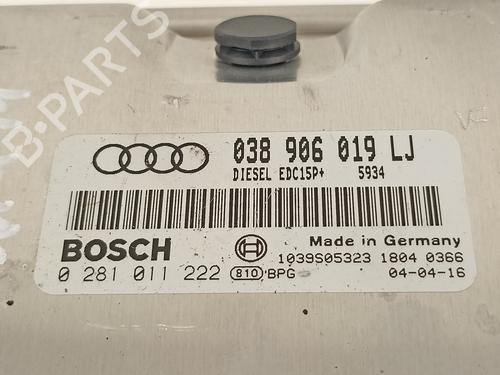 B-PARTS
038 906 019 LJ
DIESEL EDC15P+ 5934
BOSCH
Made in Germany
0 281 011 222 810 BPG
1039S05323 1804 0366
04-04-16